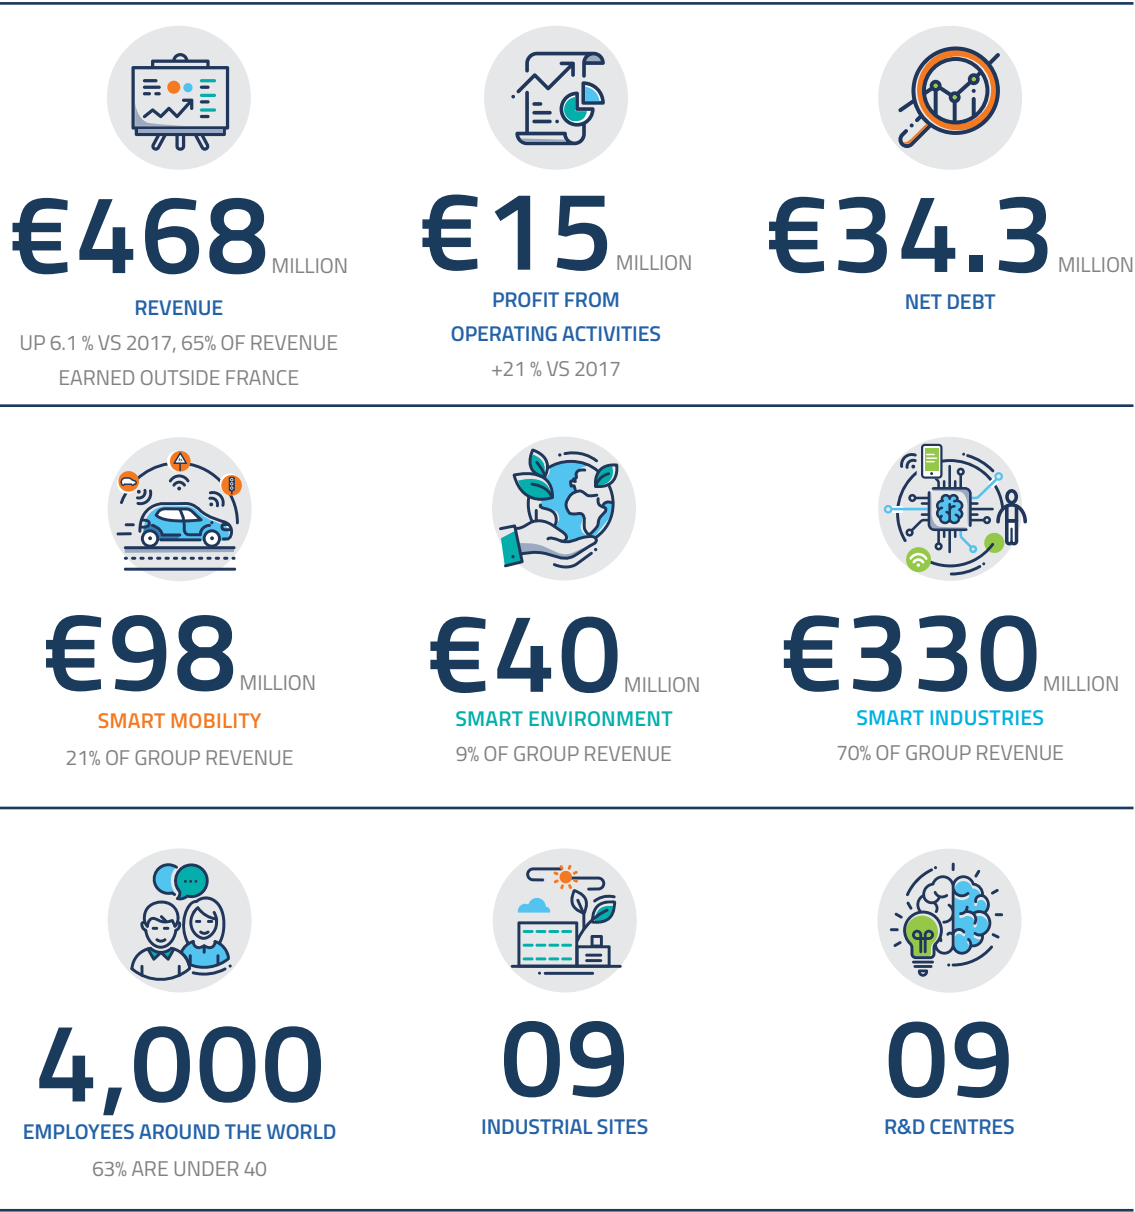 €468 MILLION
REVENUE
UP 6.1 % VS 2017, 65% OF REVENUE
EARNED OUTSIDE FRANCE
€15 MILLION
PROFIT FROM
OPERATING ACTIVITIES
+21 % VS 2017
€34.3 MILLION
NET DEBT
€98 MILLION
SMART MOBILITY
21% OF GROUP REVENUE
€40 MILLION
SMART ENVIRONMENT
9% OF GROUP REVENUE
€330 MILLION
SMART INDUSTRIES
70% OF GROUP REVENUE
4,000
EMPLOYEES AROUND THE WORLD
63% ARE UNDER 40
09
INDUSTRIAL SITES
09
R&D CENTRES